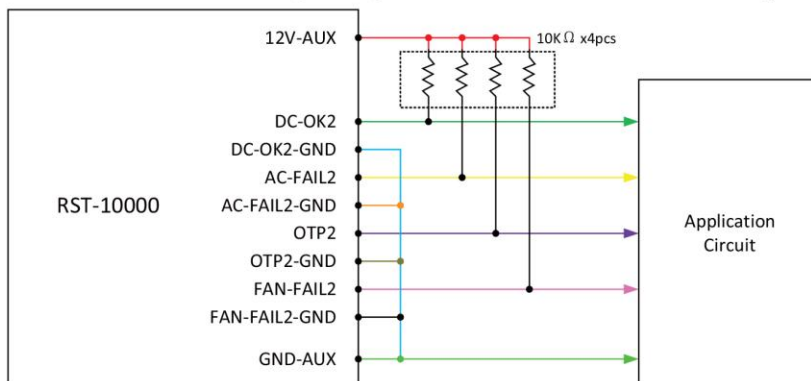 12V-AUX
10KΩ x4pcs
DC-OK2
DC-OK2-GND
AC-FAIL2
RST-10000
AC-FAIL2-GND
OTP2
Application
Circuit
OTP2-GND
FAN-FAIL2
FAN-FAIL2-GND
GND-AUX